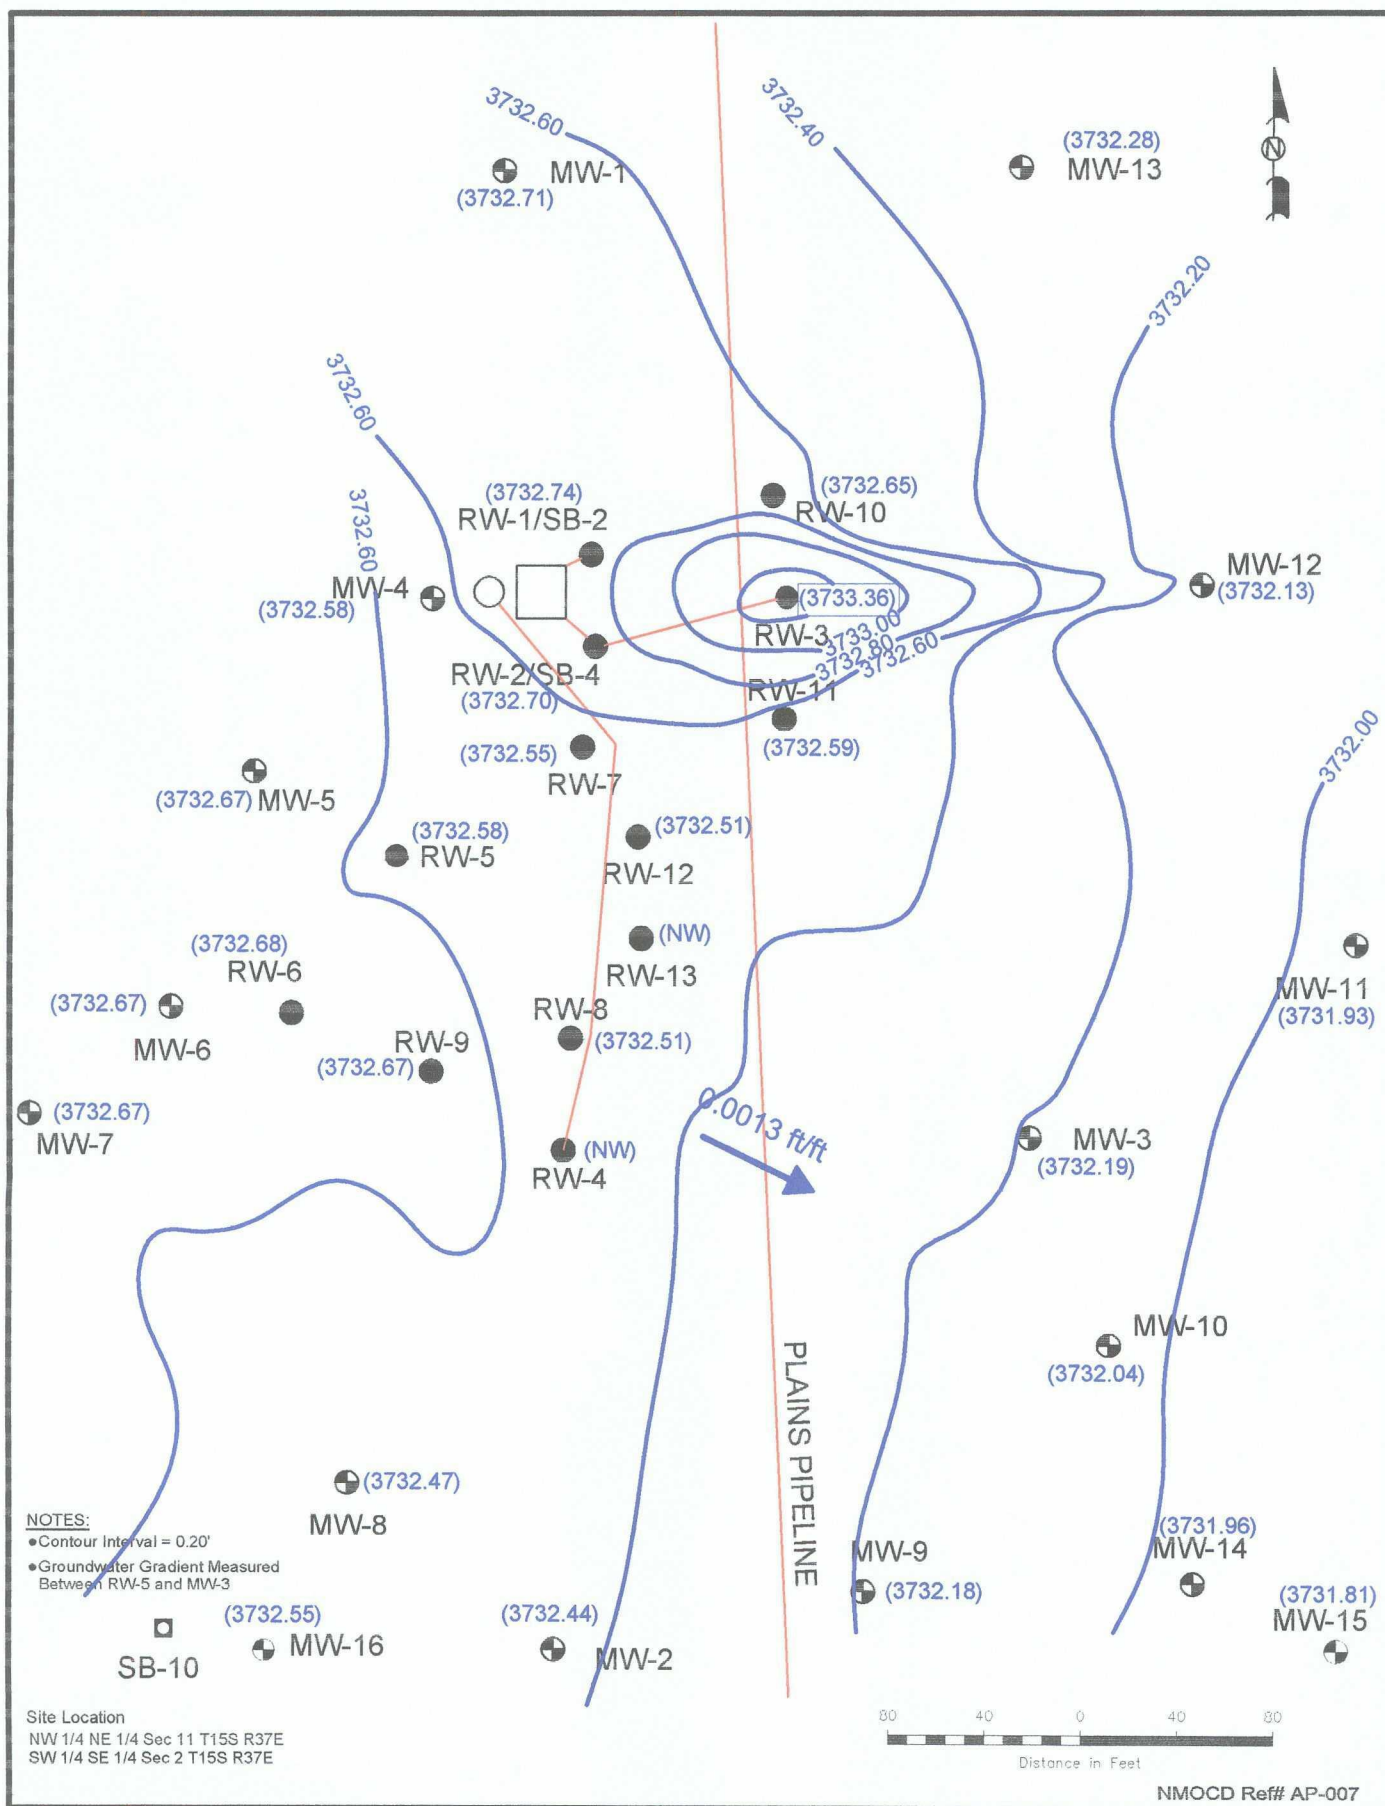 3732.60
3732.40
(3732.28)
MW-13
N
MW-1
(3732.71)
3732.20
3732.60
(3732.74)
RW-1/SB-2
(3732.65)
RW-10
3732.60
MW-4
(3732.58)
MW-12
(3732.13)
(3733.36)
RW-3
3733.00
3732.80
3732.60
RW-2/SB-4
(3732.70)
RW-11
(3732.59)
(3732.55)
RW-7
3732.00
(3732.67)
MW-5
(3732.58)
RW-5
(3732.51)
RW-12
(NW)
RW-13
(3732.68)
RW-6
(3732.67)
MW-6
RW-8
(3732.51)
RW-9
(3732.67)
MW-11
(3731.93)
(3732.67)
MW-7
0.0013 ft/ft
(NW)
RW-4
MW-3
(3732.19)
MW-10
(3732.04)
PLAINS PIPELINE
(3732.47)
MW-8
NOTES:
●Contour Interval = 0.20'
●Groundwater Gradient Measured
Between RW-5 and MW-3
MW-9
(3732.18)
(3731.96)
MW-14
(3731.81)
MW-15
SB-10
(3732.55)
MW-16
(3732.44)
MW-2
Site Location
NW 1/4 NE 1/4 Sec 11 T15S R37E
SW 1/4 SE 1/4 Sec 2 T15S R37E
80 40 0 40 80
Distance in Feet
NMOCD Ref# AP-007